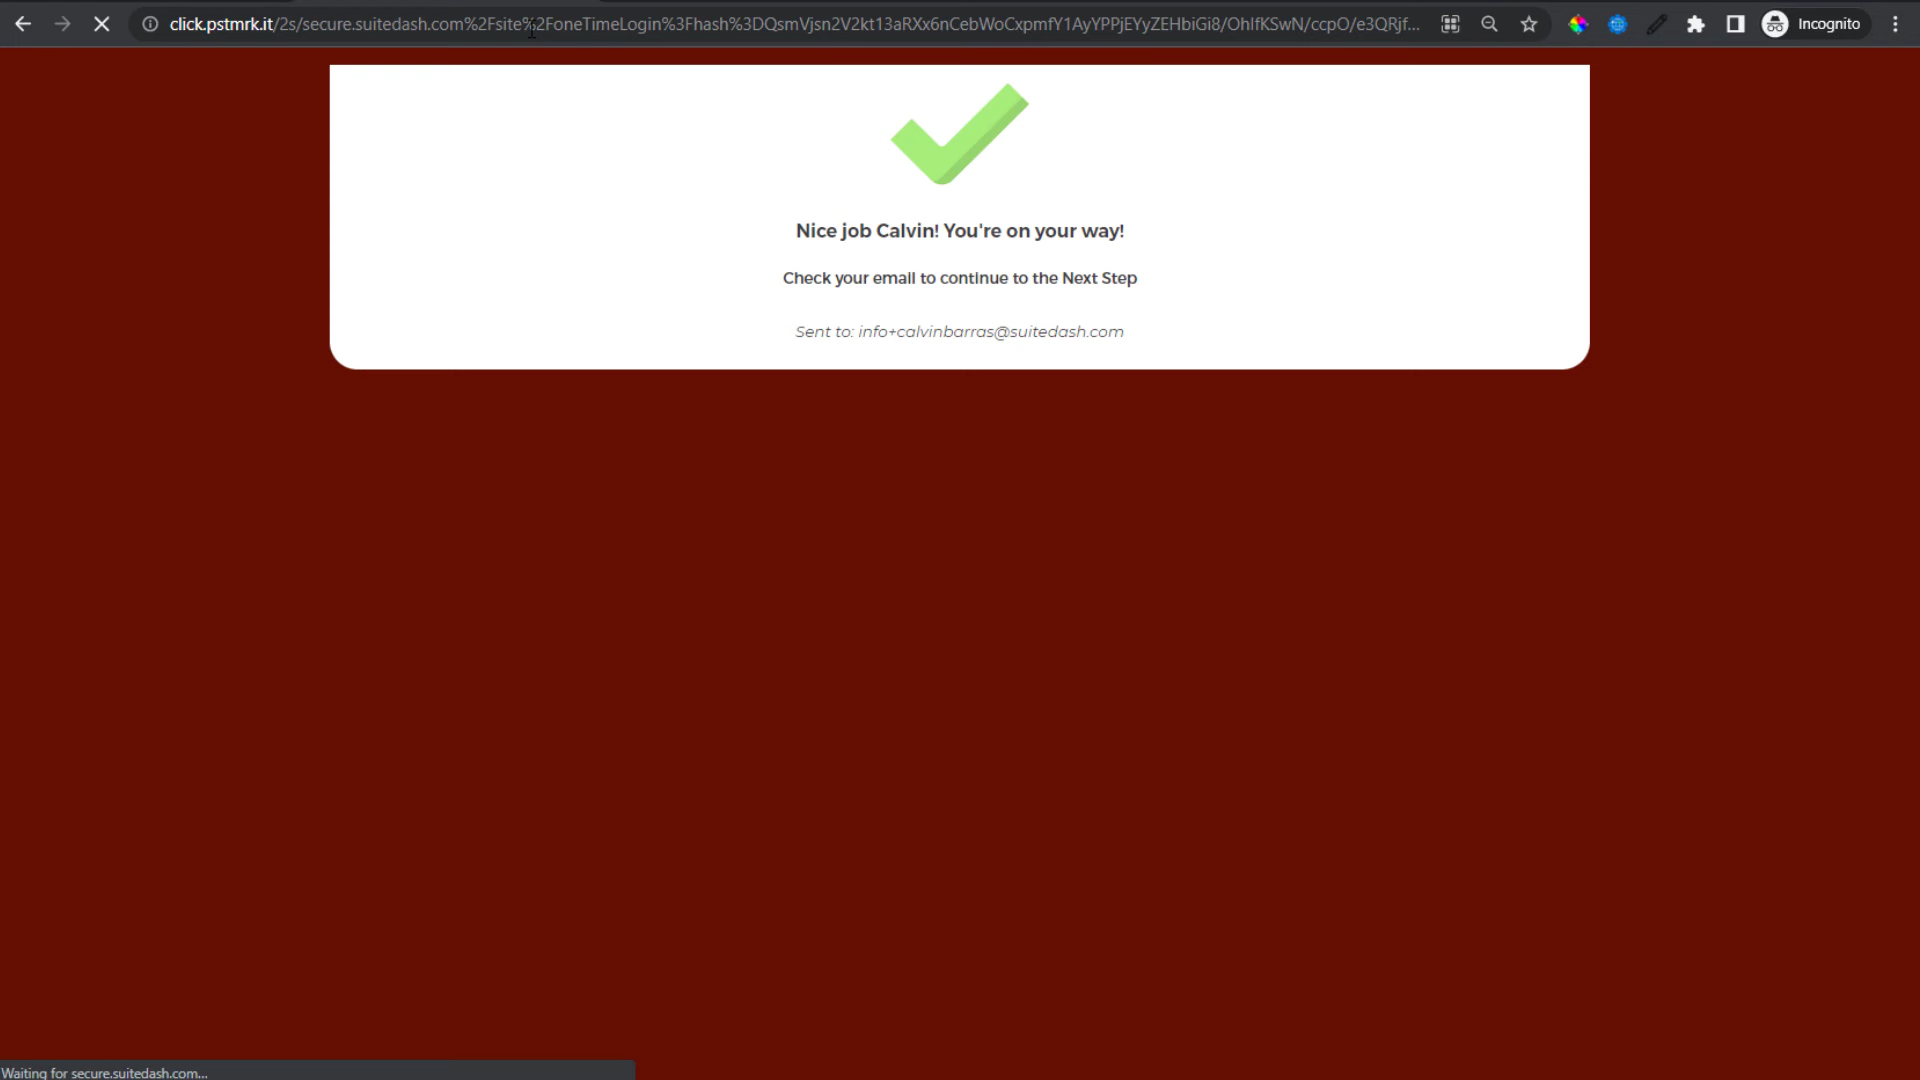 click.pstmrk.it/2s/secure.suitedash.com%2Fsite%2FoneTimeLogin%3Fhash%3DQsmVjsn2V2kt13aRXx6nCebWoCxpmfY1AyYPPjEYyZEHbiGi8/OhIfKSwN/ccpO/e3QRjf...
Incognito
Nice job Calvin! You're on your way!
Check your email to continue to the Next Step
Sent to: info+calvinbarras@suitedash.com
Waiting for secure.suitedash.com...